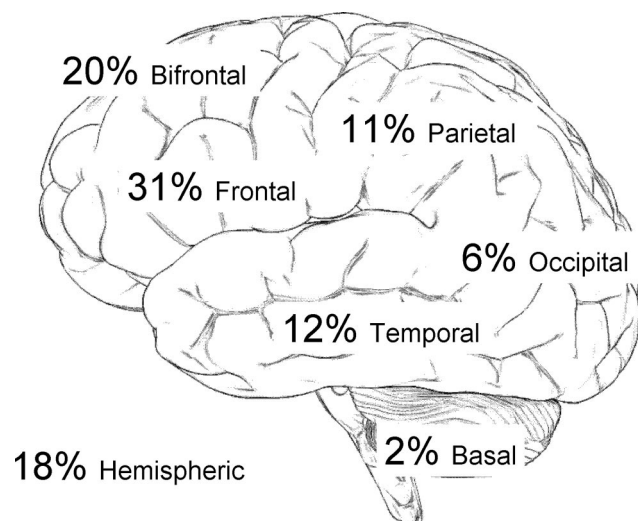 20% Bifrontal
11% Parietal
31% Frontal
6% Occipital
12% Temporal
2% Basal
18% Hemispheric